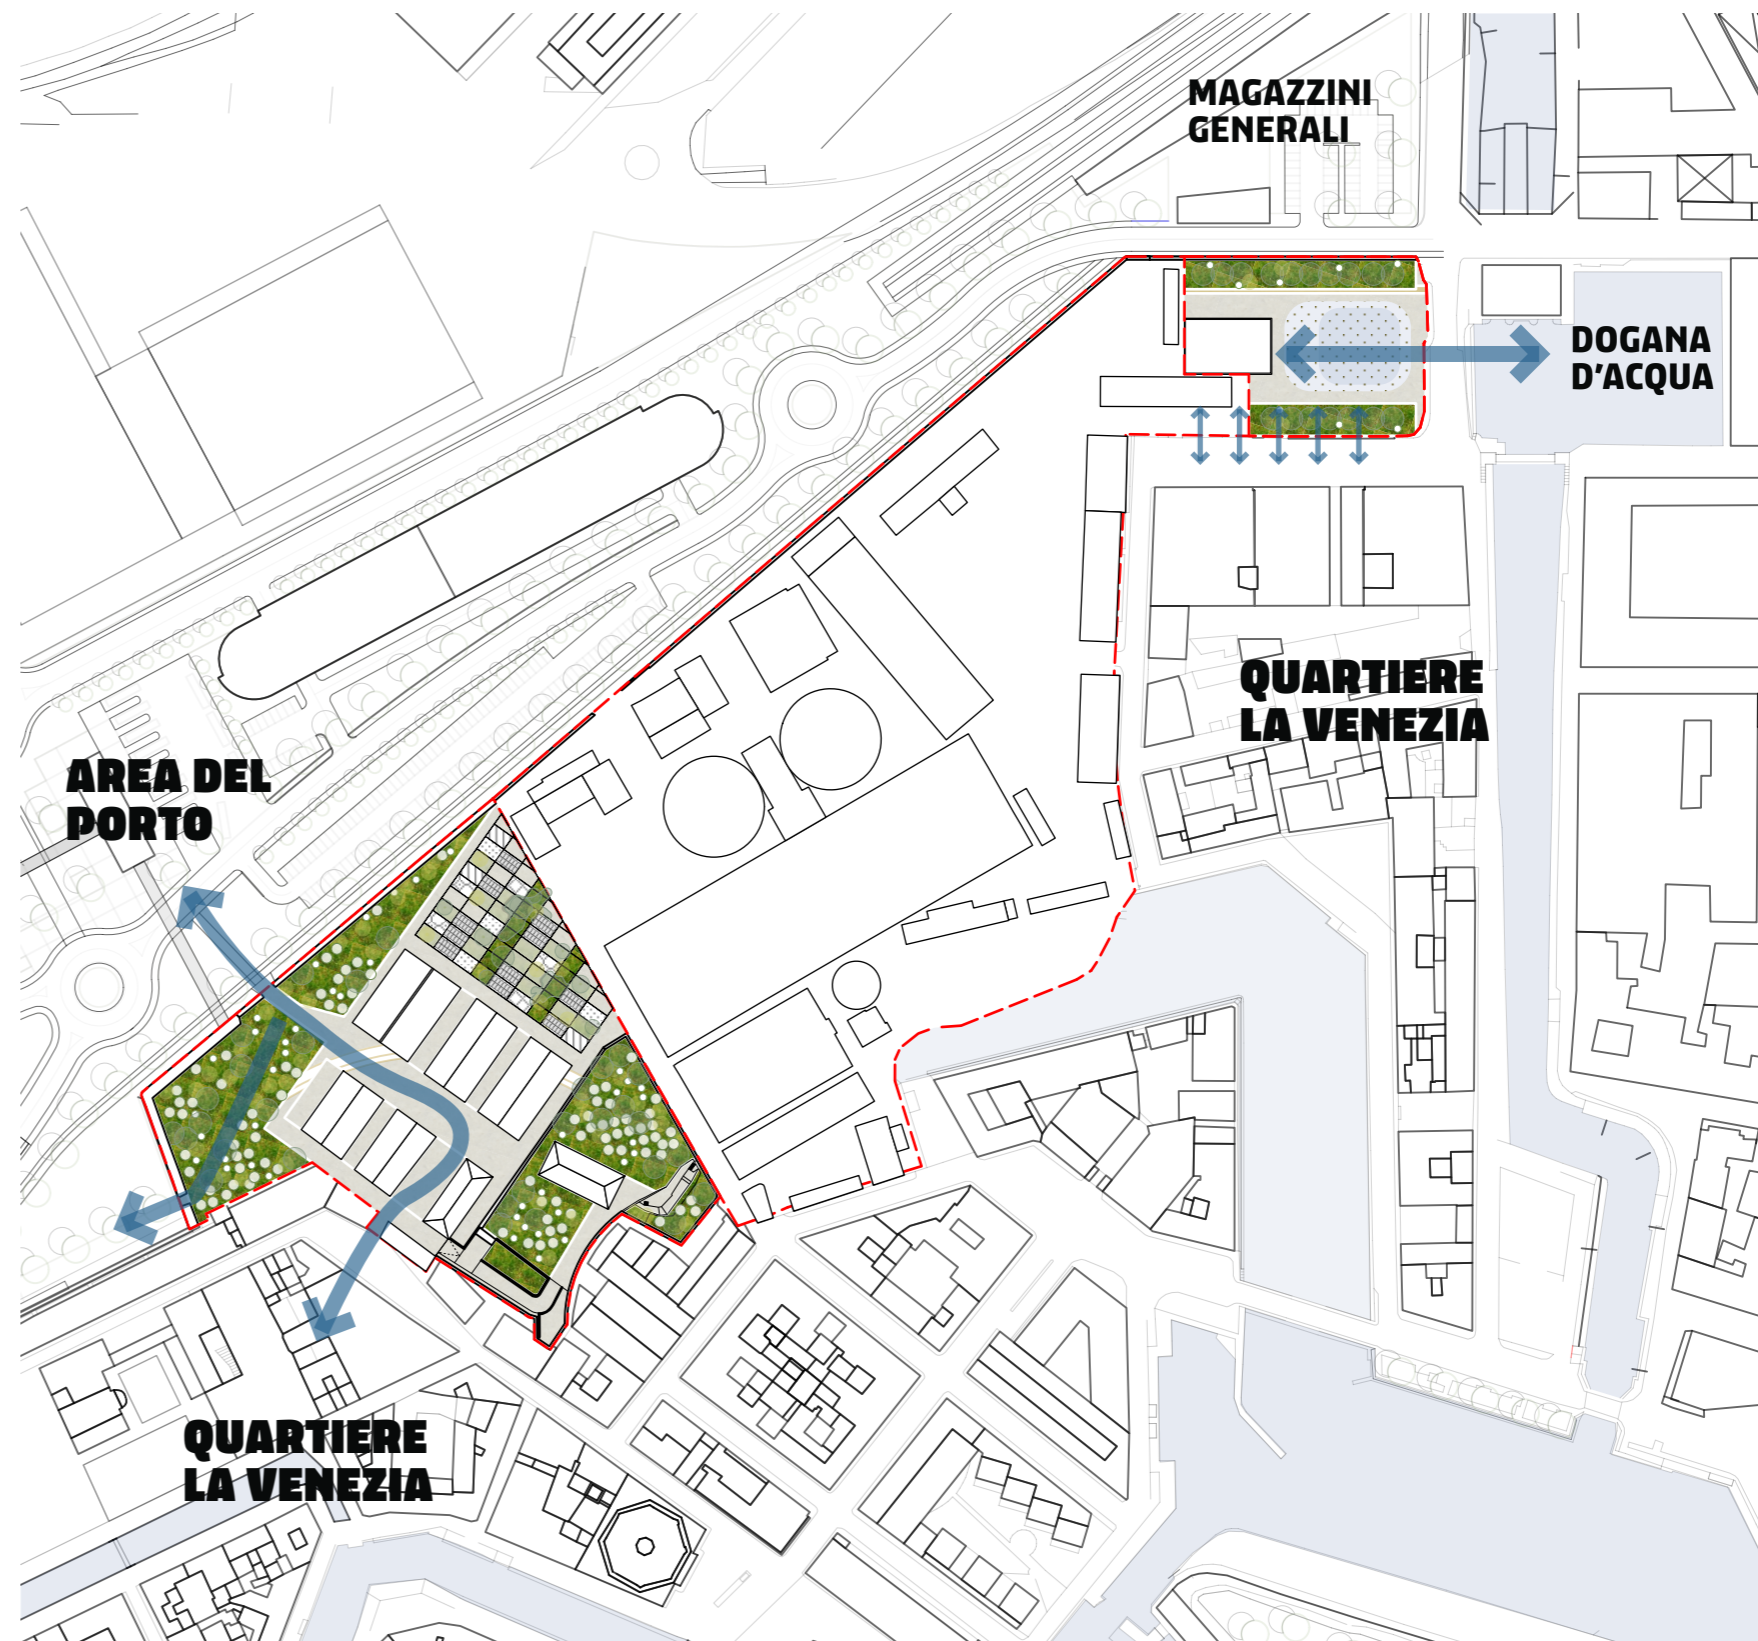 MAGAZZINI
GENERALI
DOGANA
D'ACQUA
QUARTIERE
LA VENEZIA
AREA DEL
PORTO
QUARTIERE
LA VENEZIA